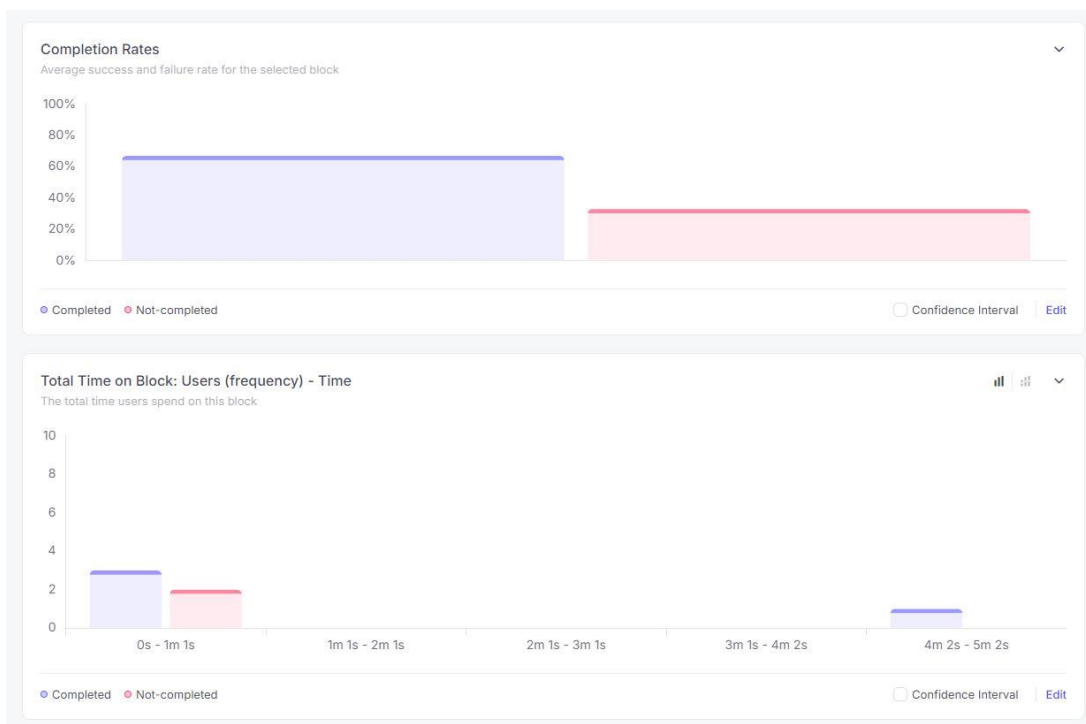 Completion Rates
Average success and failure rate for the selected block
100%
80%
60%
40%
20%
0%
Completed Not-completed Confidence Interval Edit
Total Time on Block: Users (frequency) - Time
The total time users spend on this block
10
8
6
4
2
0
0s - 1m 1s 1m 1s - 2m 1s 2m 1s - 3m 1s 3m 1s - 4m 2s 4m 2s - 5m 2s
Completed Not-completed Confidence Interval Edit